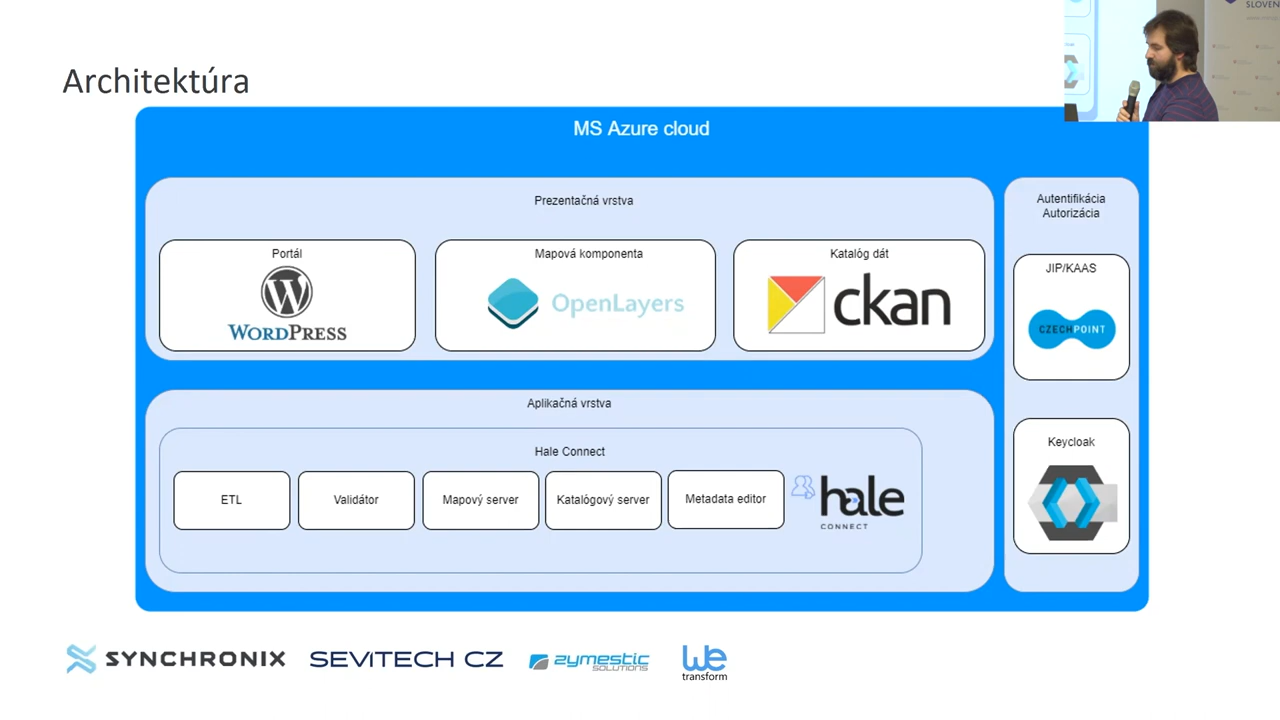 Architektúra
SLOVEN
MS Azure cloud
Prezentačná vrstva
Portál
WORDPRESS
Mapová komponenta
OpenLayers
Katalóg dát
ckan
Autentifikácia
Autorizácia
JIP/KAAS
CZECHPOINT
Keycloak
Aplikačná vrstva
Hale Connect
ETL
Validátor
Mapový server
Katalógový server
Metadata editor
hale
CONNECT
SYNCHRONIX
SEVITECH CZ
zymestic
SOLUTIONS
we
transform